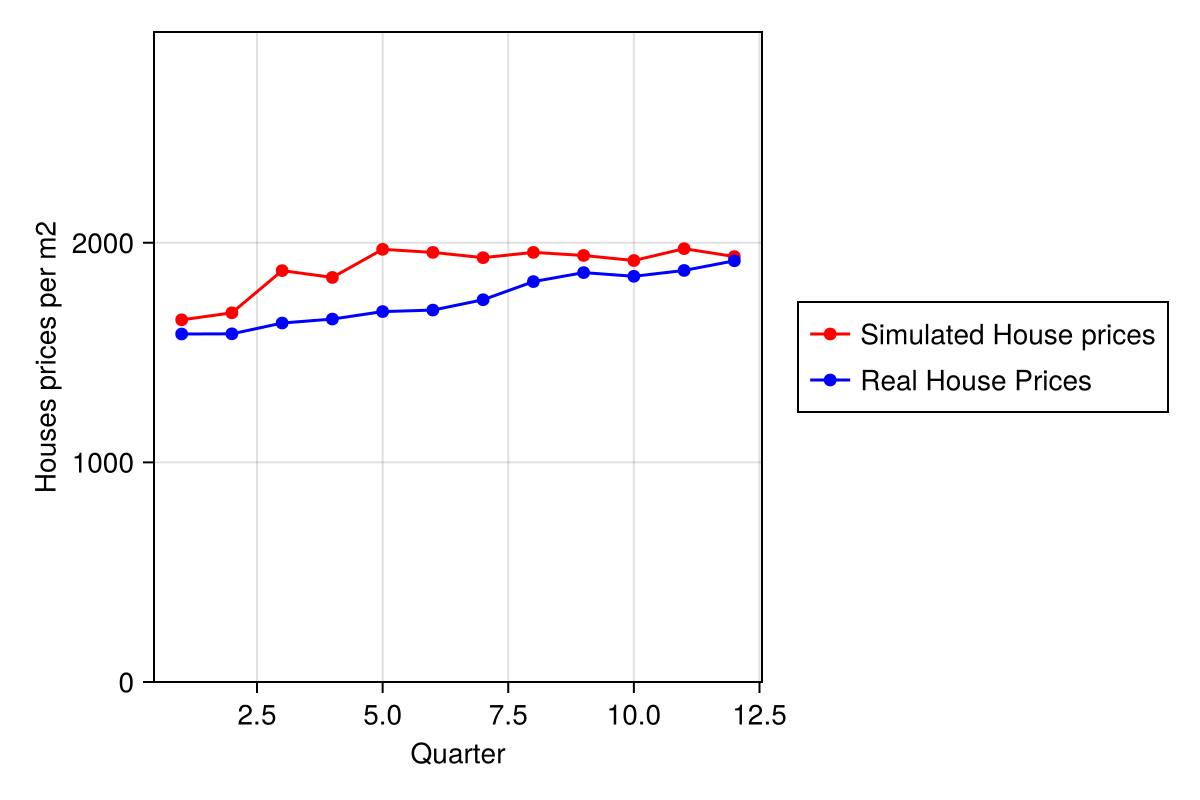 Houses prices per m2
2000
1000
0
2.5 5.0 7.5 10.0 12.5
Quarter
Simulated House prices
Real House Prices